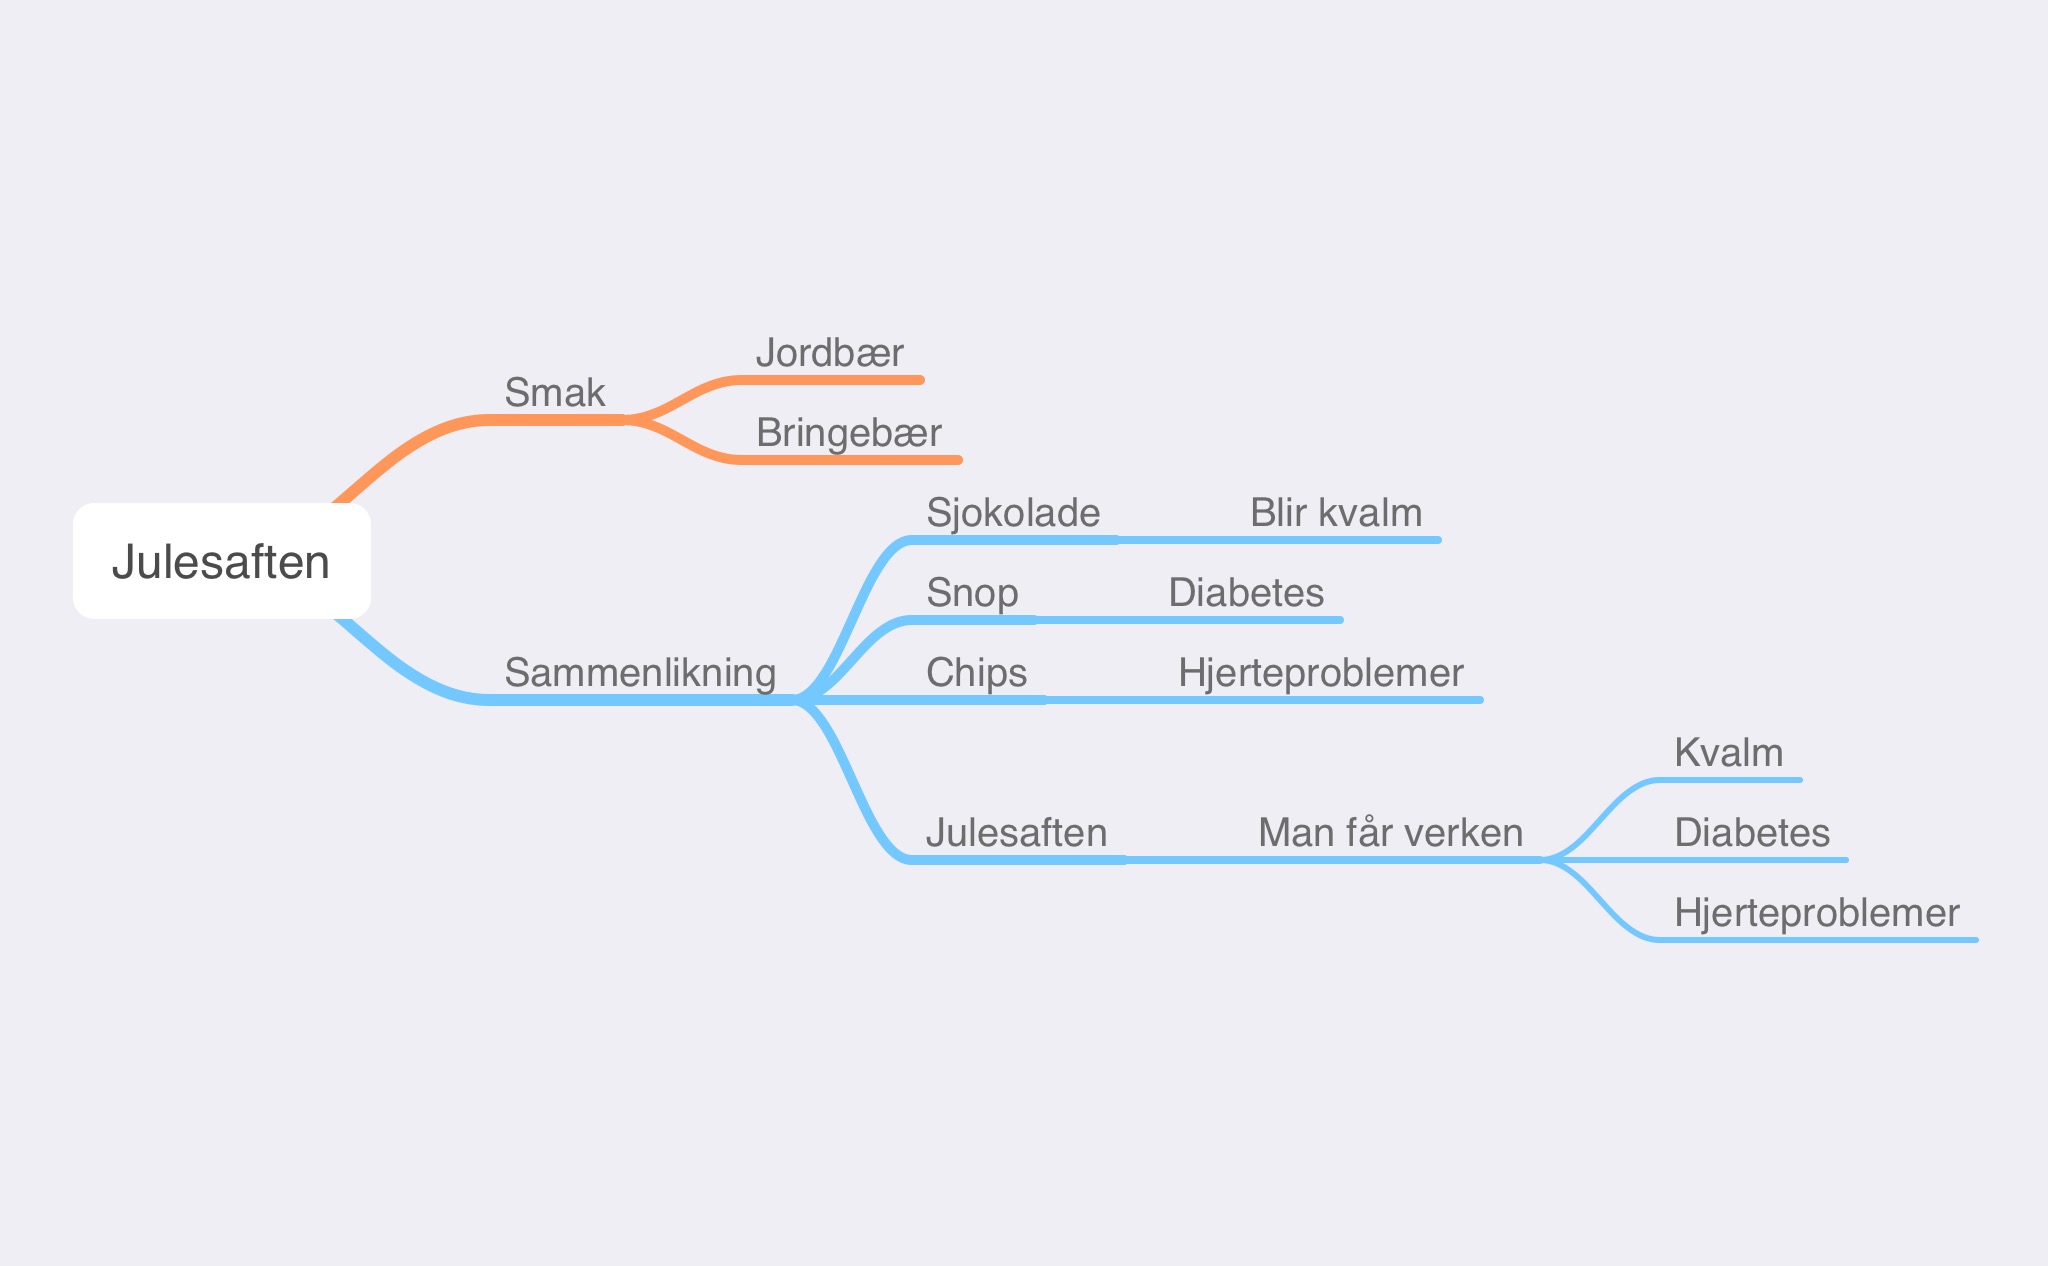 Julesaften
Smak
Jordbær
Bringebær
Sammenlikning
Sjokolade
Blir kvalm
Snop
Diabetes
Chips
Hjerteproblemer
Julesaften
Man får verken
Kvalm
Diabetes
Hjerteproblemer